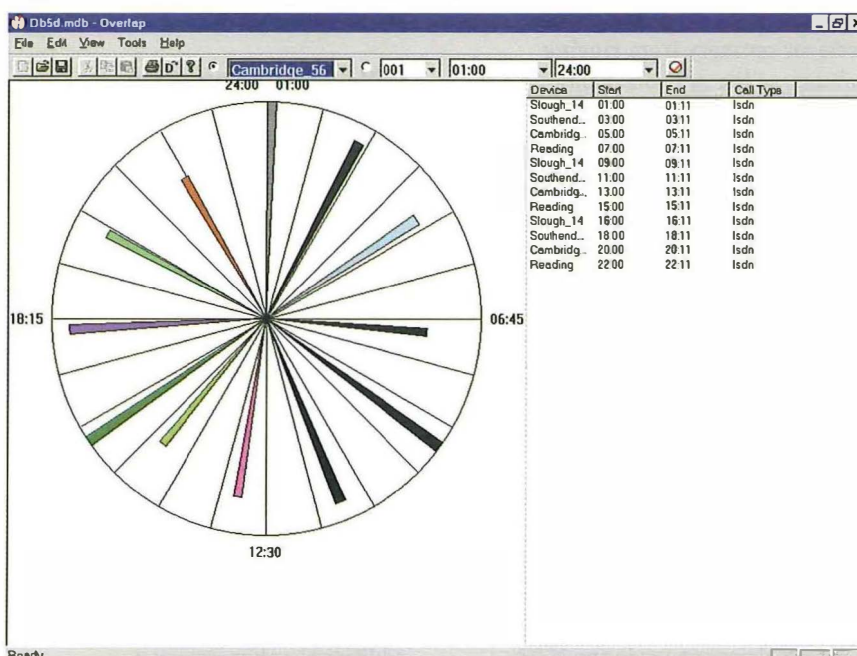 Db5d.mdb - Overlap
File Edit View Tools Help
Cambridge_56 001 01:00 24:00
24:00 01:00
06:45
12:30
18:15
Device Start End Call Type
Slough_14 01:00 01:11 Isdn
Southend... 03:00 03:11 Isdn
Cambridg... 05:00 05:11 Isdn
Reading 07:00 07:11 Isdn
Slough_14 09:00 09:11 Isdn
Southend... 11:00 11:11 Isdn
Cambridg... 13:00 13:11 Isdn
Reading 15:00 15:11 Isdn
Slough_14 16:00 16:11 Isdn
Southend... 18:00 18:11 Isdn
Cambridg... 20:00 20:11 Isdn
Reading 22:00 22:11 Isdn
Ready